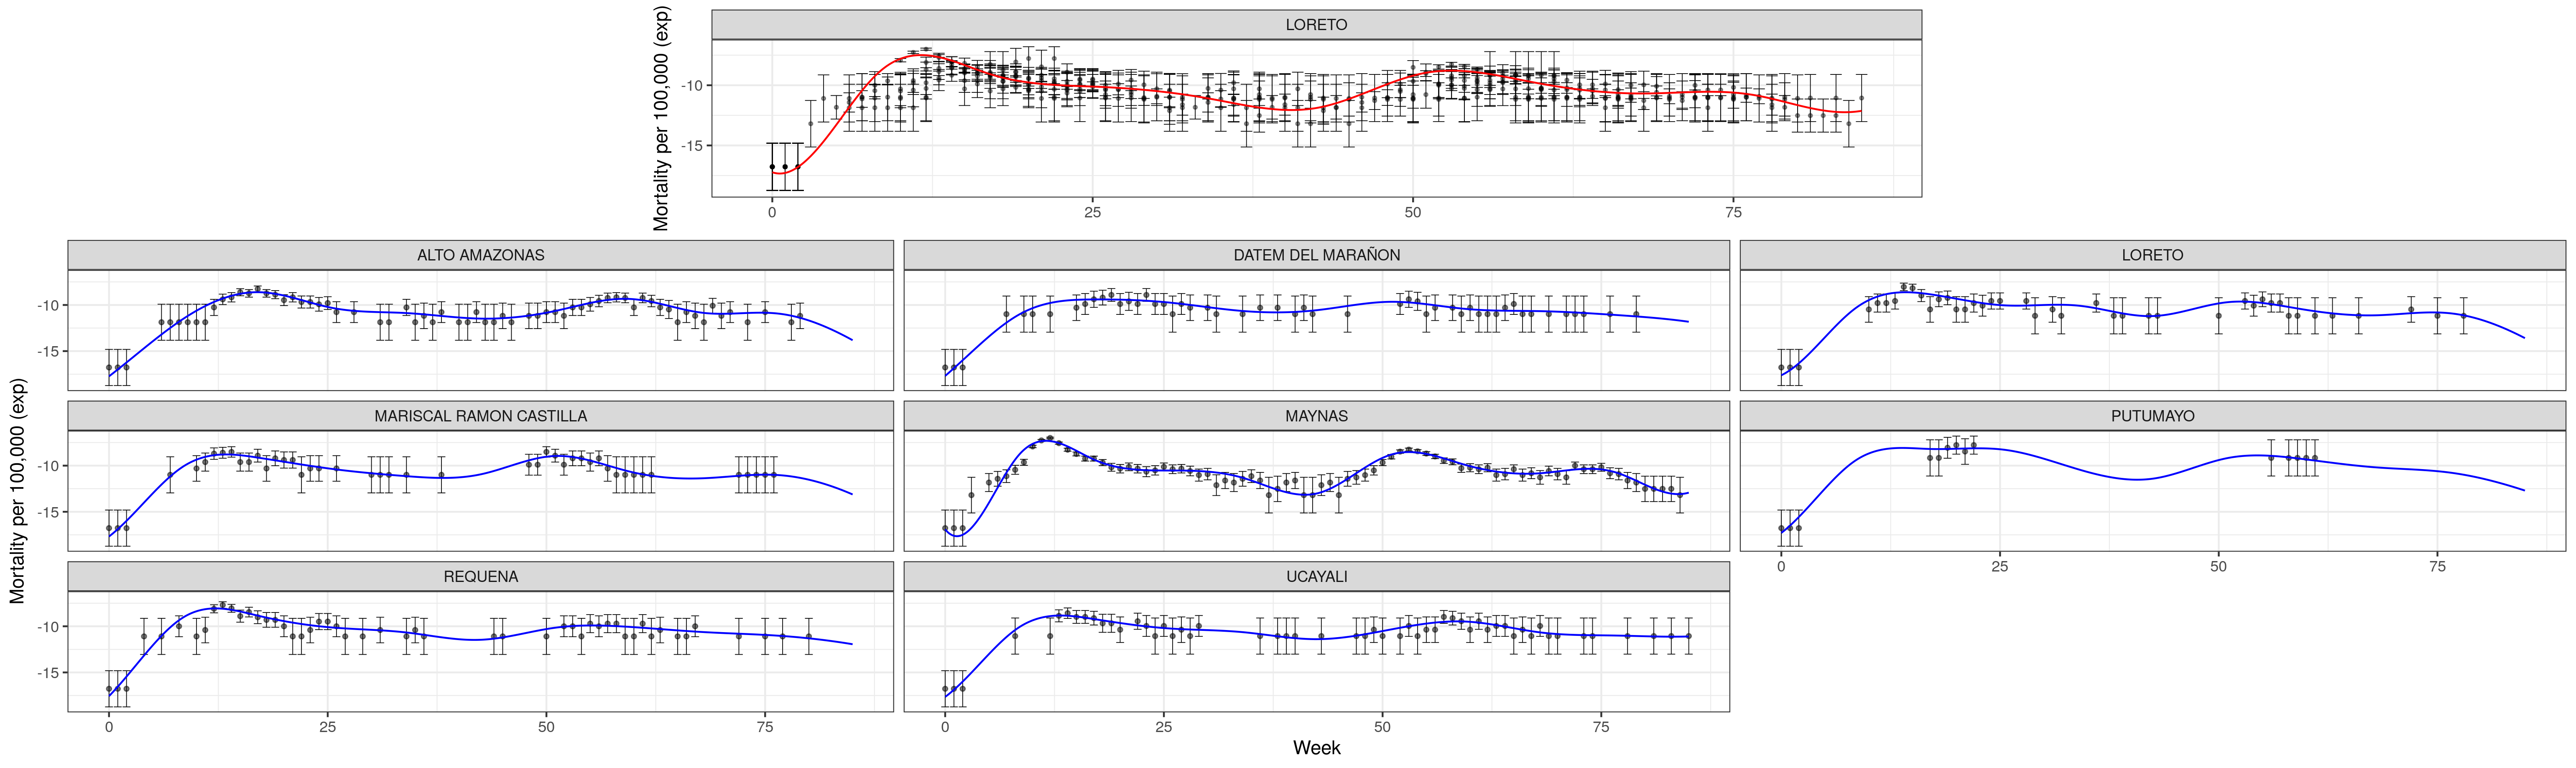 LORETO
Mortality per 100,000 (exp)
-10
-15
0 25 50 75
ALTO AMAZONAS DATEM DEL MARAÑON LORETO
-10
-15
MARISCAL RAMON CASTILLA MAYNAS PUTUMAYO
-10
-15
0 25 50 75
REQUENA UCAYALI
-10
-15
0 25 50 75 0 25 50 75
Mortality per 100,000 (exp)
Week